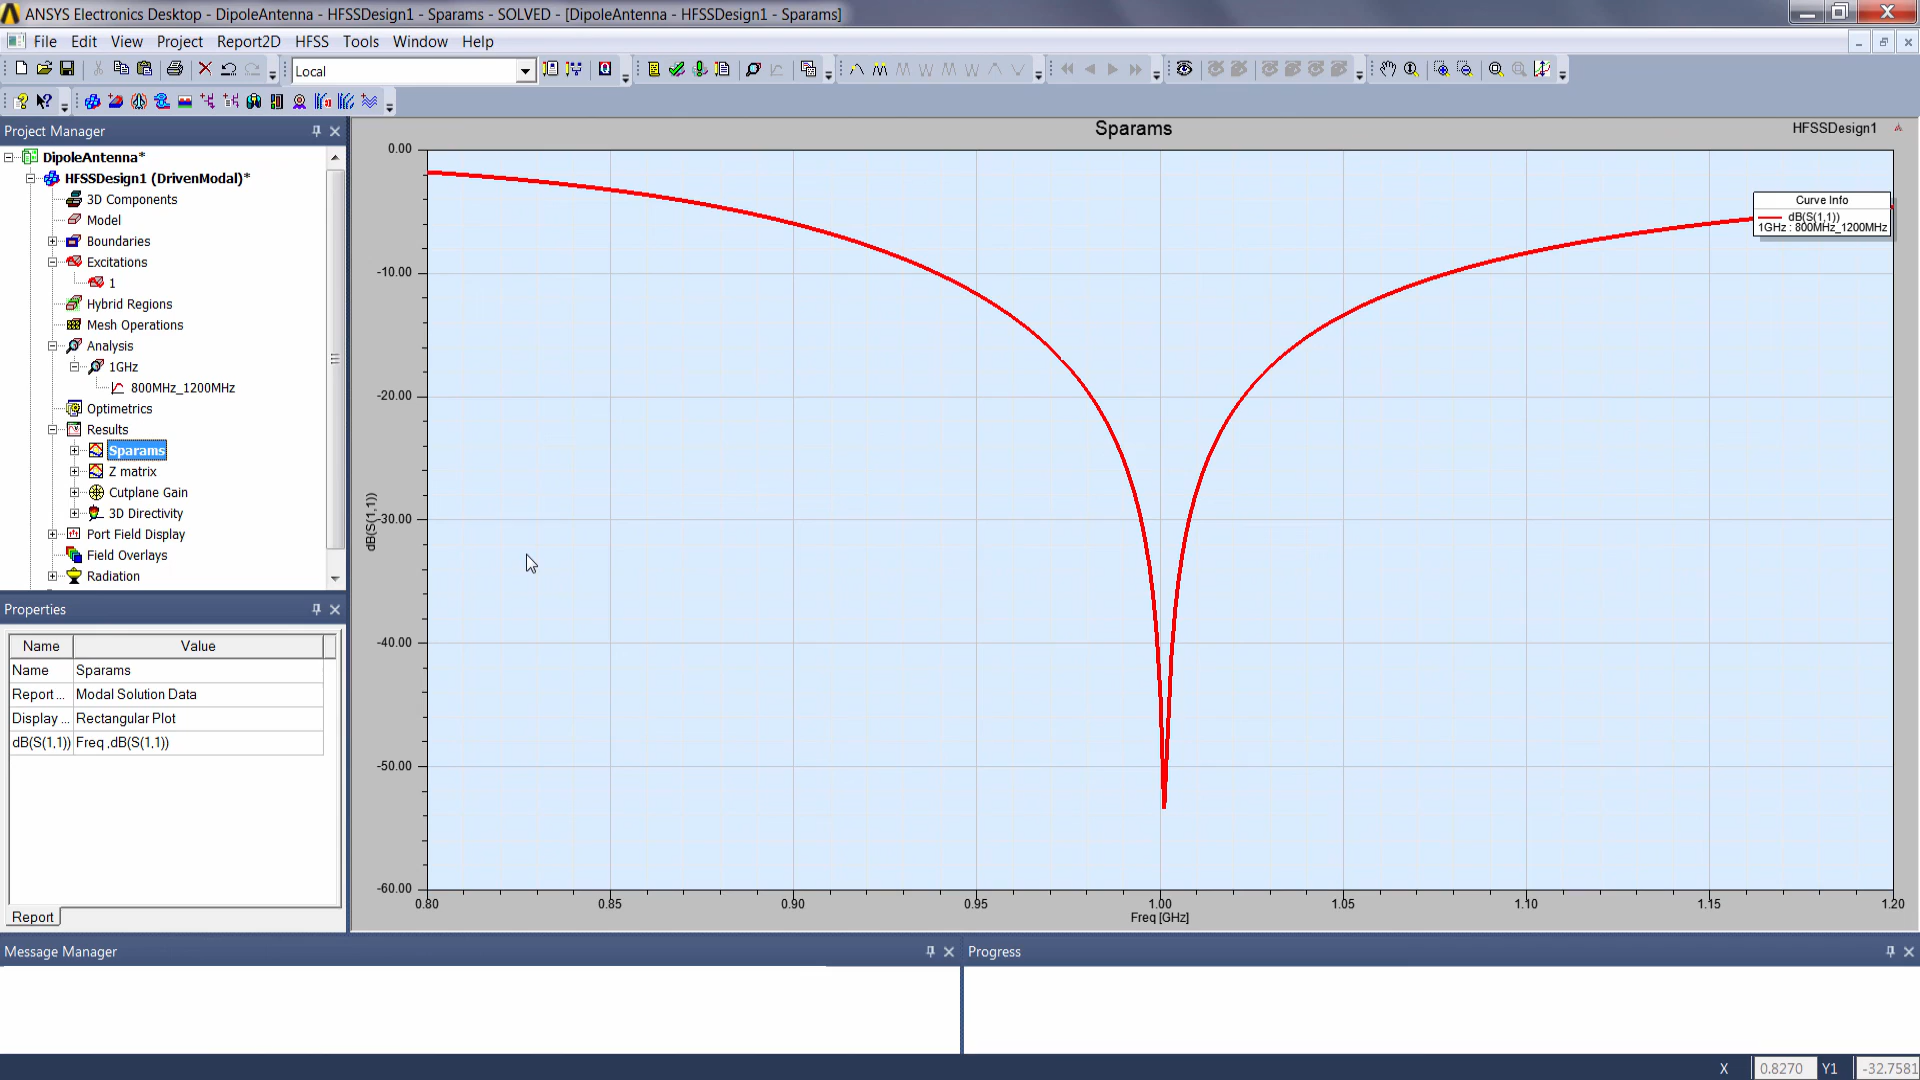 ANSYS Electronics Desktop - DipoleAntenna - HFSSDesign1 - Sparams - SOLVED - [DipoleAntenna - HFSSDesign1 - Sparams]
File Edit View Project Report2D HFSS Tools Window Help
Local
Project Manager
DipoleAntenna*
HFSSDesign1 (DrivenModal)*
3D Components
Model
Boundaries
Excitations
1
Hybrid Regions
Mesh Operations
Analysis
1GHz
800MHz_1200MHz
Optimetrics
Results
Sparams
Z matrix
Cutplane Gain
3D Directivity
Port Field Display
Field Overlays
Radiation
Properties
Name Value
Name Sparams
Report ... Modal Solution Data
Display ... Rectangular Plot
dB(S(1,1)) Freq ,dB(S(1,1))
Report
Sparams
HFSSDesign1
Curve Info
dB(S(1,1))
1GHz : 800MHz_1200MHz
0.00
-10.00
-20.00
-30.00
-40.00
-50.00
-60.00
dB(S(1,1))
0.80 0.85 0.90 0.95 1.00 1.05 1.10 1.15 1.20
Freq [GHz]
Message Manager
Progress
X 0.8270 Y1 -32.7581